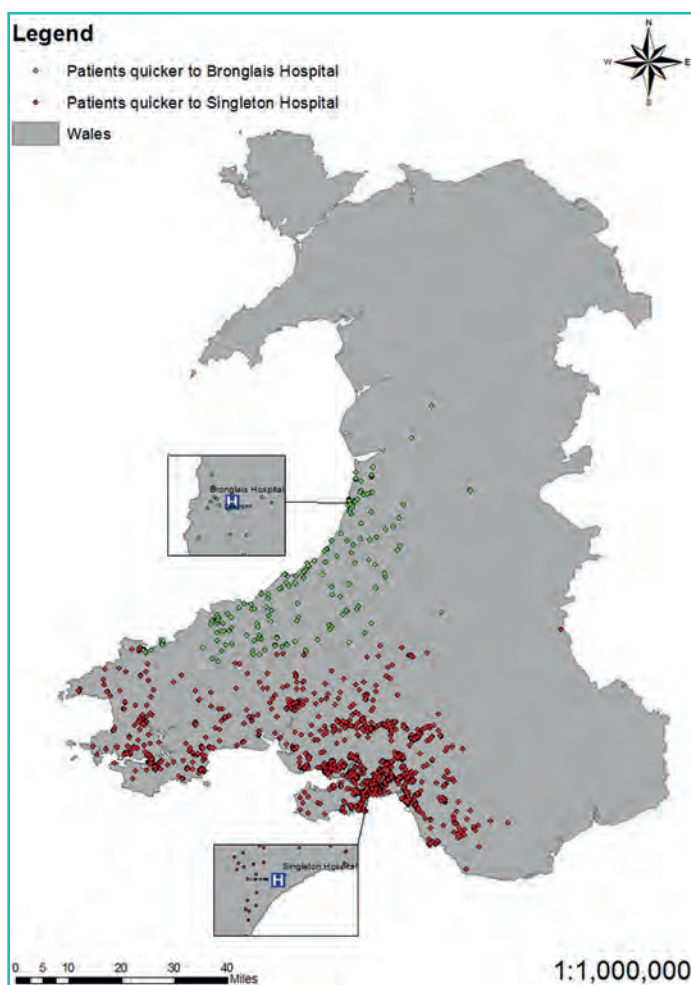 Legend
N
Patients quicker to Bronglais Hospital
W
E
Patients quicker to Singleton Hospital
S
Wales
Bronglais Hospital
H
Singleton Hospital
H
0 5 10 20 30 40
Miles
1:1,000,000